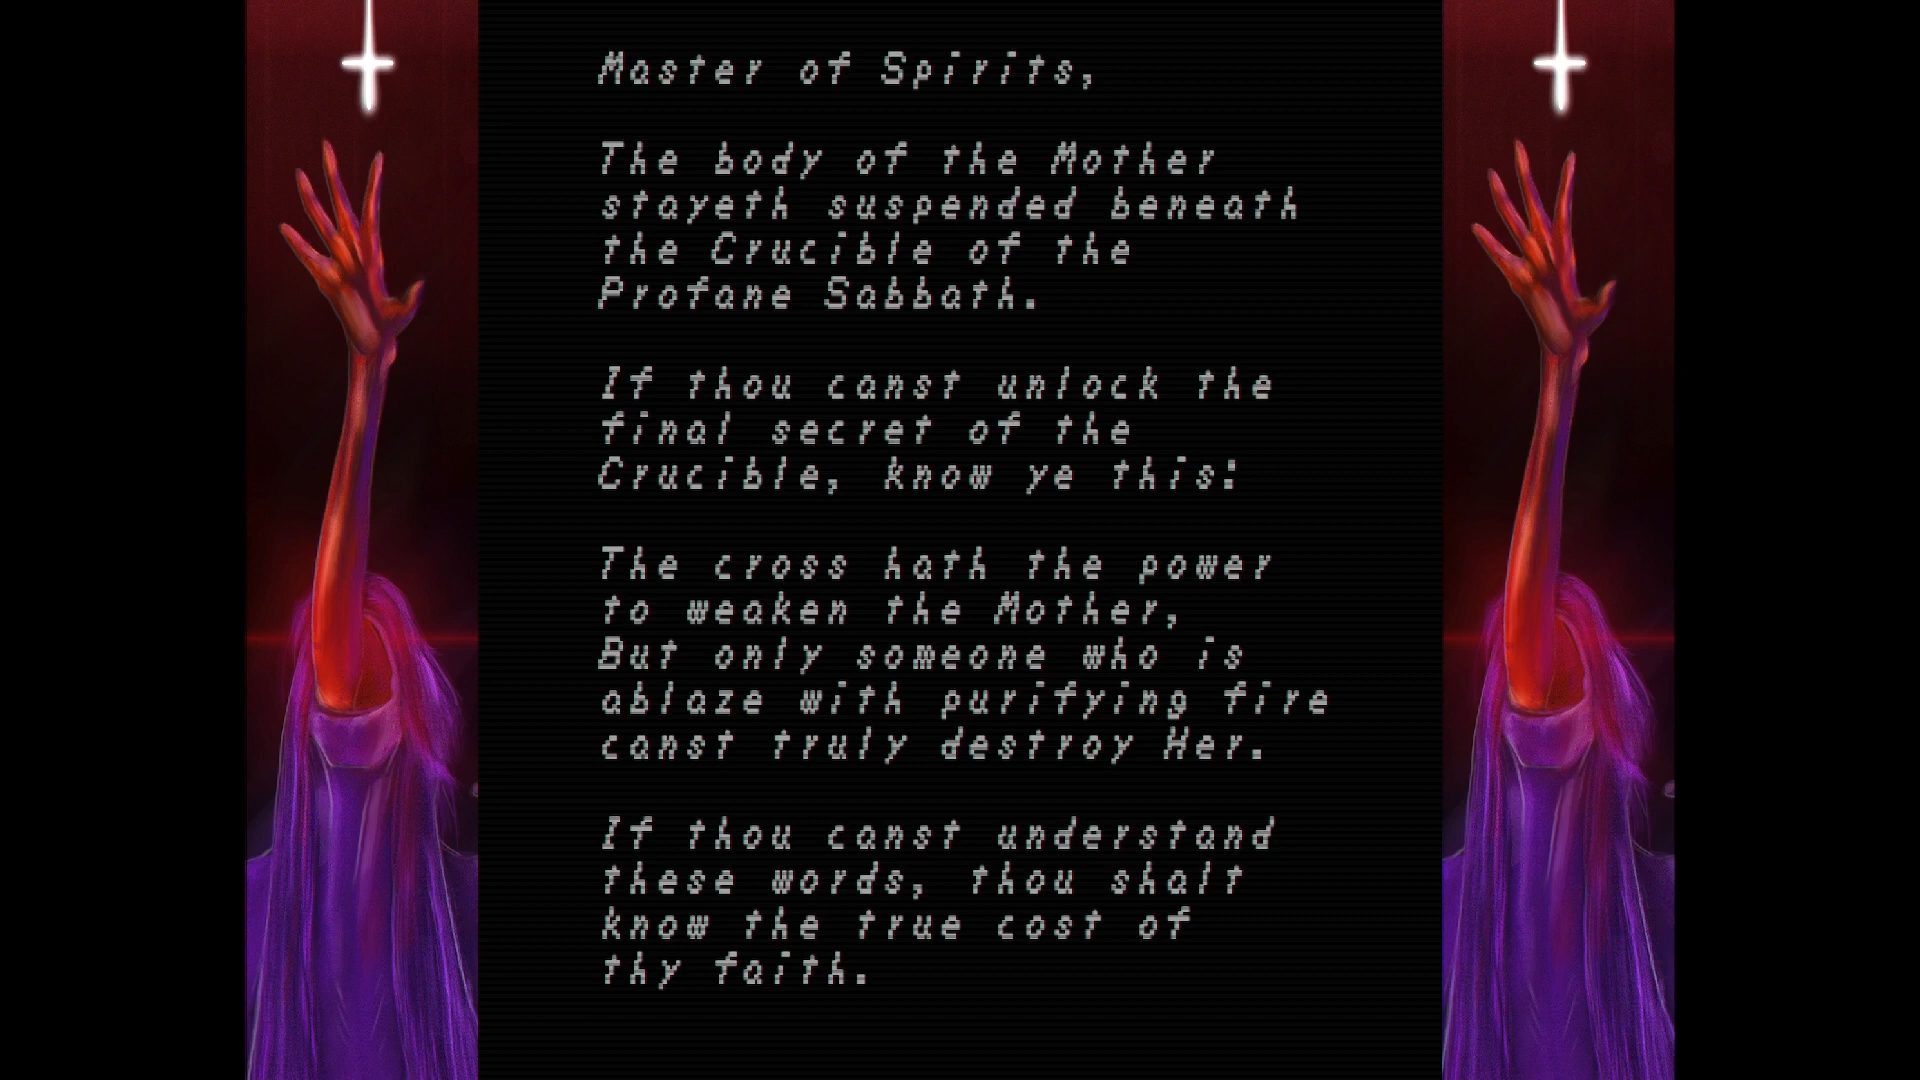 Master of Spirits,
The body of the Mother
stayeth suspended beneath
the Crucible of the
Profane Sabbath.
If thou canst unlock the
final secret of the
Crucible, know ye this:
The cross hath the power
to weaken the Mother,
But only someone who is
ablaze with purifying fire
canst truly destroy Her.
If thou canst understand
these words, thou shalt
know the true cost of
thy faith.